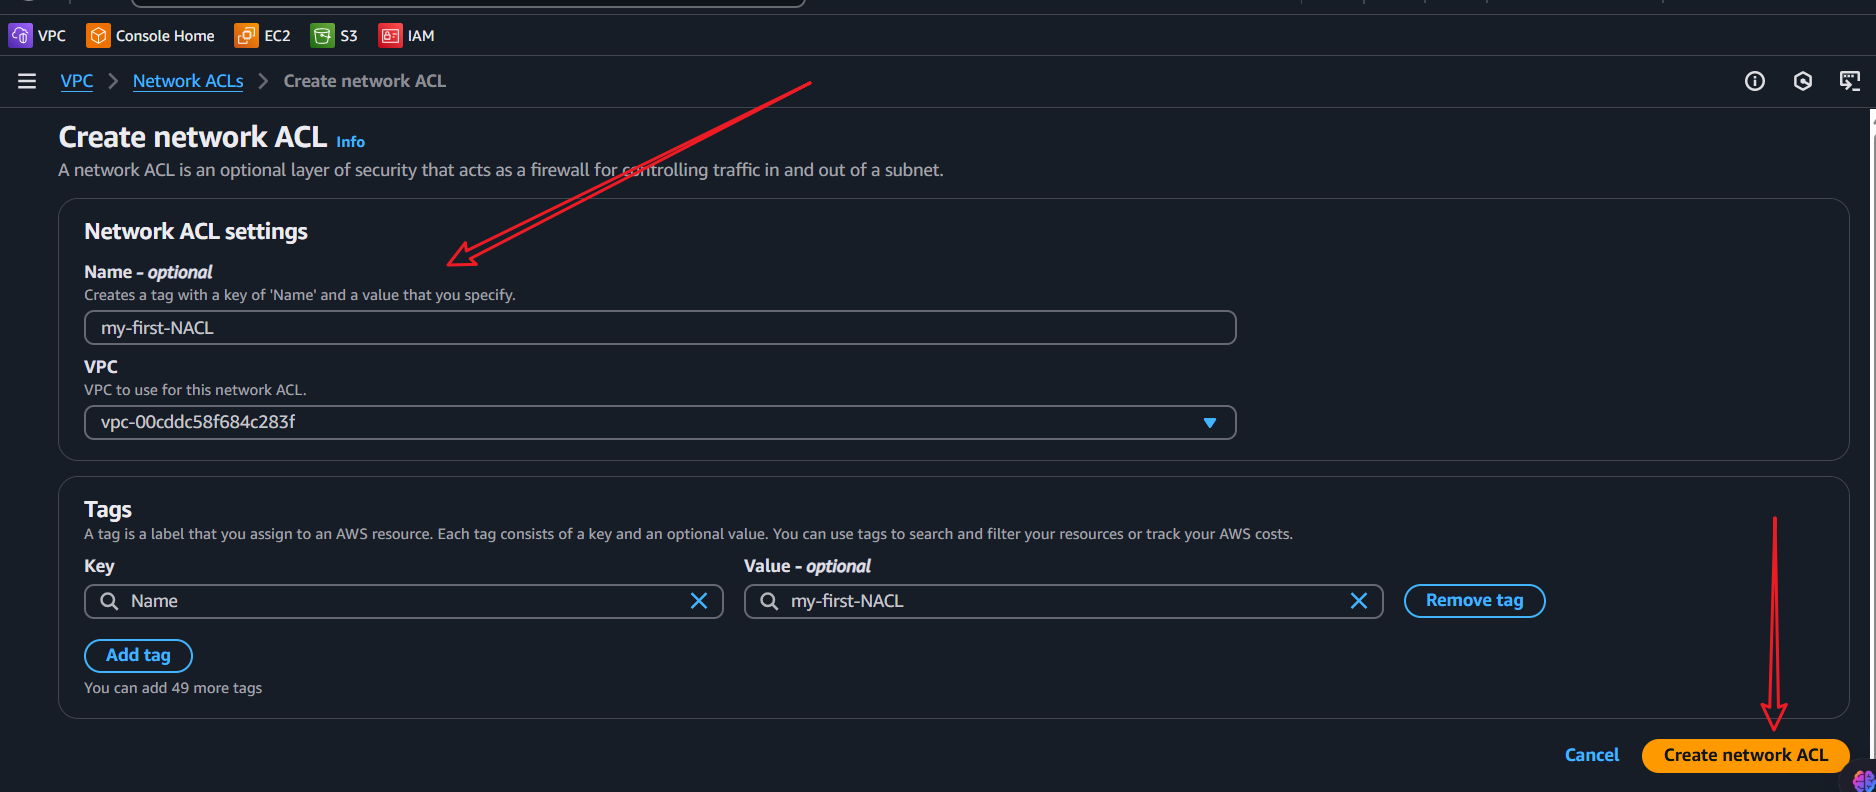 VPC Console Home EC2 S3 IAM
VPC > Network ACLs > Create network ACL
Create network ACL Info
A network ACL is an optional layer of security that acts as a firewall for controlling traffic in and out of a subnet.
Network ACL settings
Name - optional
Creates a tag with a key of 'Name' and a value that you specify.
my-first-NACL
VPC
VPC to use for this network ACL.
vpc-00cddc58f684c283f
Tags
A tag is a label that you assign to an AWS resource. Each tag consists of a key and an optional value. You can use tags to search and filter your resources or track your AWS costs.
Key Value - optional
Name my-first-NACL Remove tag
Add tag
You can add 49 more tags
Cancel Create network ACL